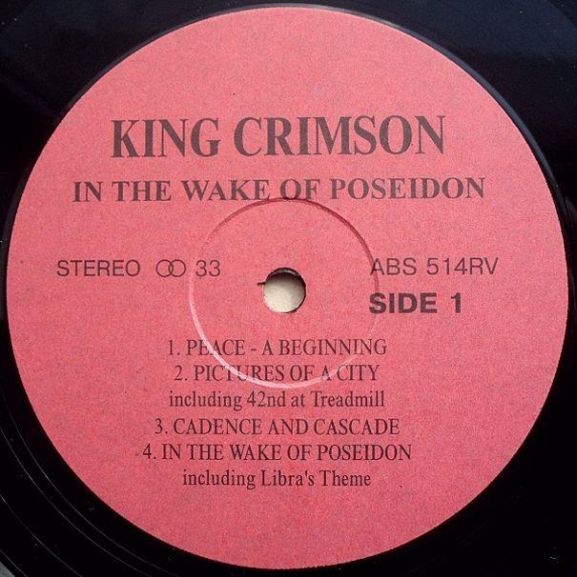 KING CRIMSON
IN THE WAKE OF POSEIDON
STEREO ↀ 33 ABS 514RV
SIDE 1
1. PEACE - A BEGINNING
2. PICTURES OF A CITY
including 42nd at Treadmill
3. CADENCE AND CASCADE
4. IN THE WAKE OF POSEIDON
including Libra's Theme